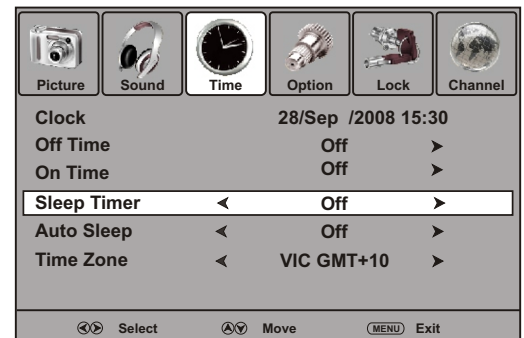 Picture Sound Time Option Lock Channel
Clock 28/Sep /2008 15:30
Off Time Off
On Time Off
Sleep Timer Off
Auto Sleep Off
Time Zone VIC GMT+10
Select Move MENU Exit